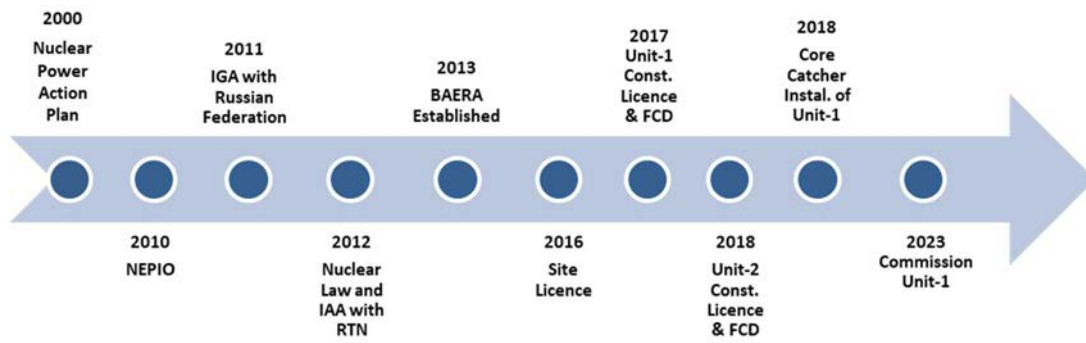 2000
Nuclear
Power
Action
Plan
2010
NEPIO
2011
IGA with
Russian
Federation
2012
Nuclear
Law and
IAA with
RTN
2013
BAERA
Established
2016
Site
Licence
2017
Unit-1
Const.
Licence
& FCD
2018
Unit-2
Const.
Licence
& FCD
2018
Core
Catcher
Instal. of
Unit-1
2023
Commission
Unit-1